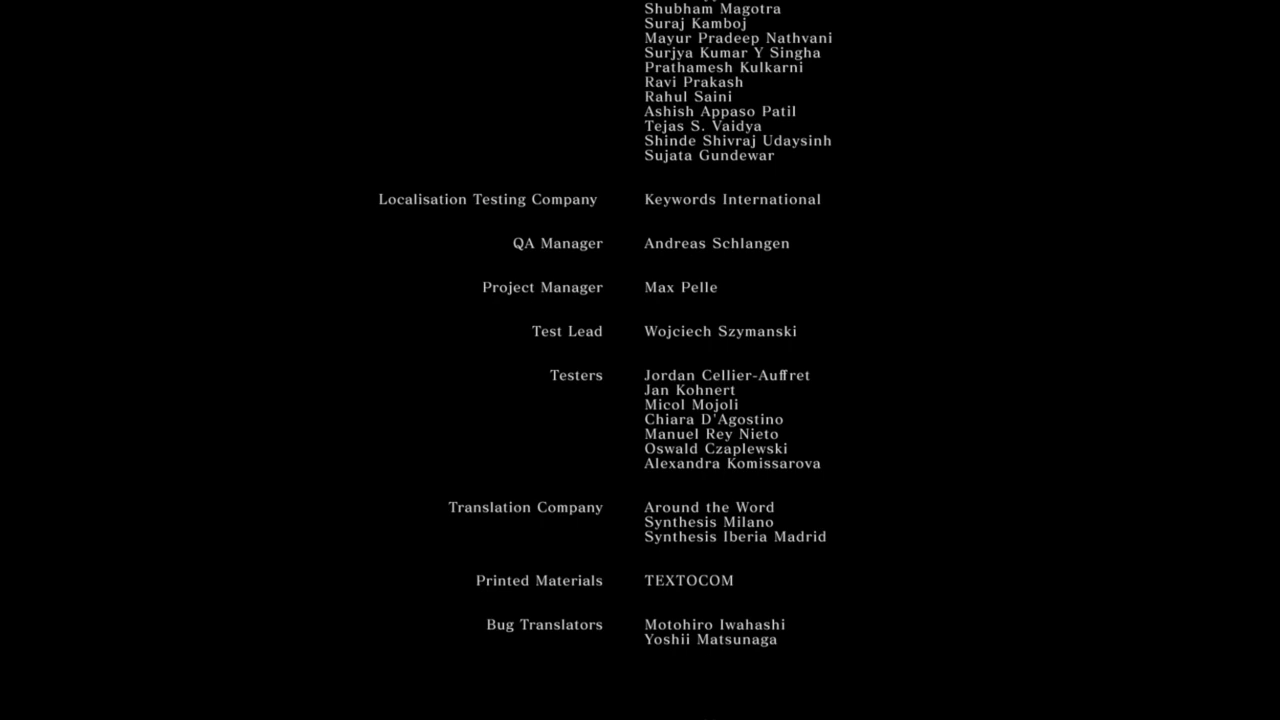 Shubham Magotra
Suraj Kamboj
Mayur Pradeep Nathvani
Surjya Kumar Y Singha
Prathamesh Kulkarni
Ravi Prakash
Rahul Saini
Ashish Appaso Patil
Tejas S. Vaidya
Shinde Shivraj Udaysinh
Sujata Gundewar
Localisation Testing Company Keywords International
QA Manager Andreas Schlangen
Project Manager Max Pelle
Test Lead Wojciech Szymanski
Testers Jordan Cellier-Auffret
Jan Kohnert
Micol Mojoli
Chiara D'Agostino
Manuel Rey Nieto
Oswald Czaplewski
Alexandra Komissarova
Translation Company Around the Word
Synthesis Milano
Synthesis Iberia Madrid
Printed Materials TEXTOCOM
Bug Translators Motohiro Iwahashi
Yoshii Matsunaga